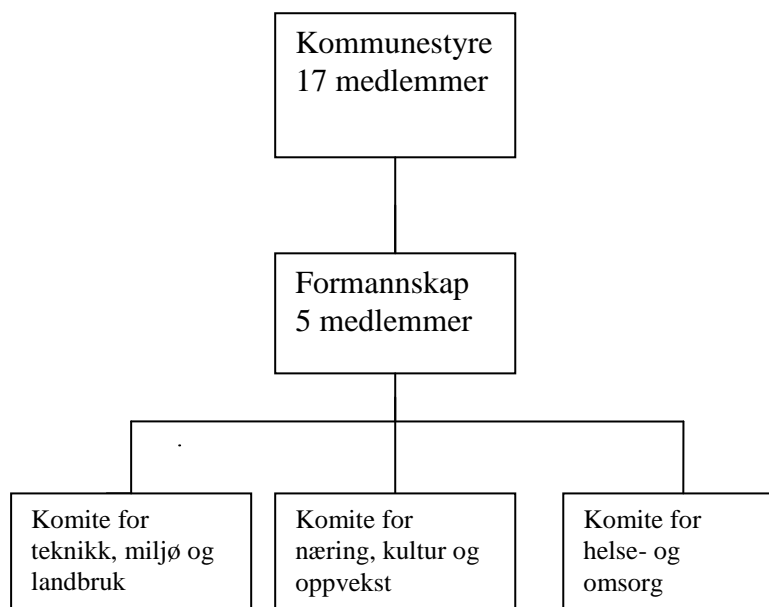 Kommunestyre
17 medlemmer
Formannskap
5 medlemmer
Komite for
teknikk, miljø og
landbruk
Komite for
næring, kultur og
oppvekst
Komite for
helse- og
omsorg